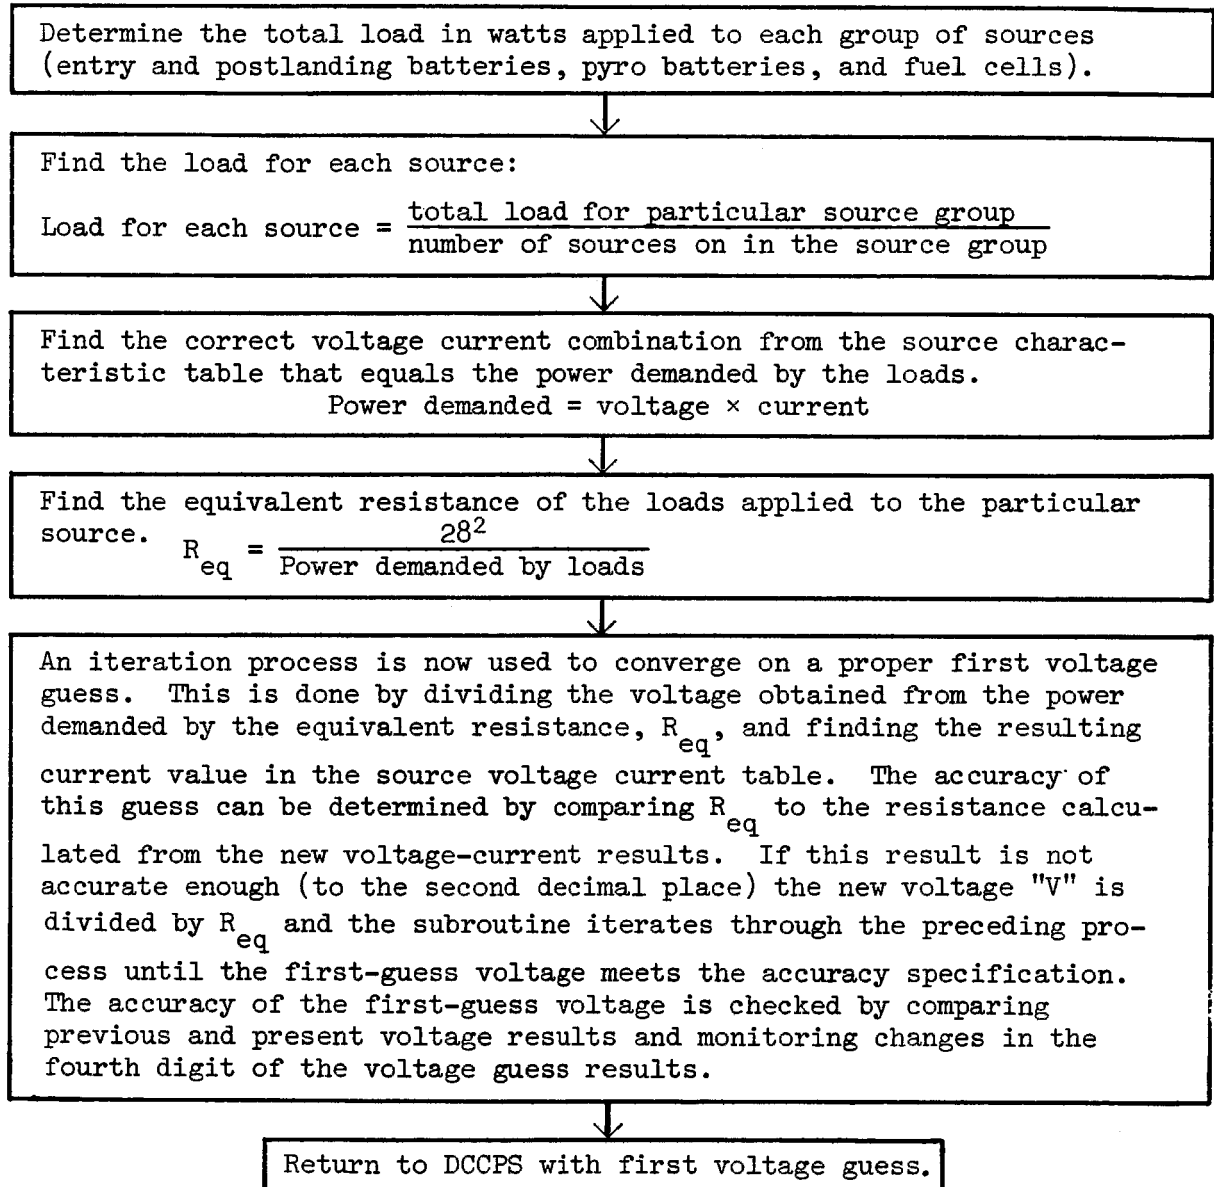 Determine the total load in watts applied to each group of sources
(entry and postlanding batteries, pyro batteries, and fuel cells).
Find the load for each source:
Load for each source = total load for particular source group
number of sources on in the source group
Find the correct voltage current combination from the source charac-
teristic table that equals the power demanded by the loads.
Power demanded = voltage × current
Find the equivalent resistance of the loads applied to the particular
source. R_eq = 28²
Power demanded by loads
An iteration process is now used to converge on a proper first voltage
guess. This is done by dividing the voltage obtained from the power
demanded by the equivalent resistance, R_eq, and finding the resulting
current value in the source voltage current table. The accuracy of
this guess can be determined by comparing R_eq to the resistance calcu-
lated from the new voltage-current results. If this result is not
accurate enough (to the second decimal place) the new voltage "V" is
divided by R_eq and the subroutine iterates through the preceding pro-
cess until the first-guess voltage meets the accuracy specification.
The accuracy of the first-guess voltage is checked by comparing
previous and present voltage results and monitoring changes in the
fourth digit of the voltage guess results.
Return to DCCPS with first voltage guess.